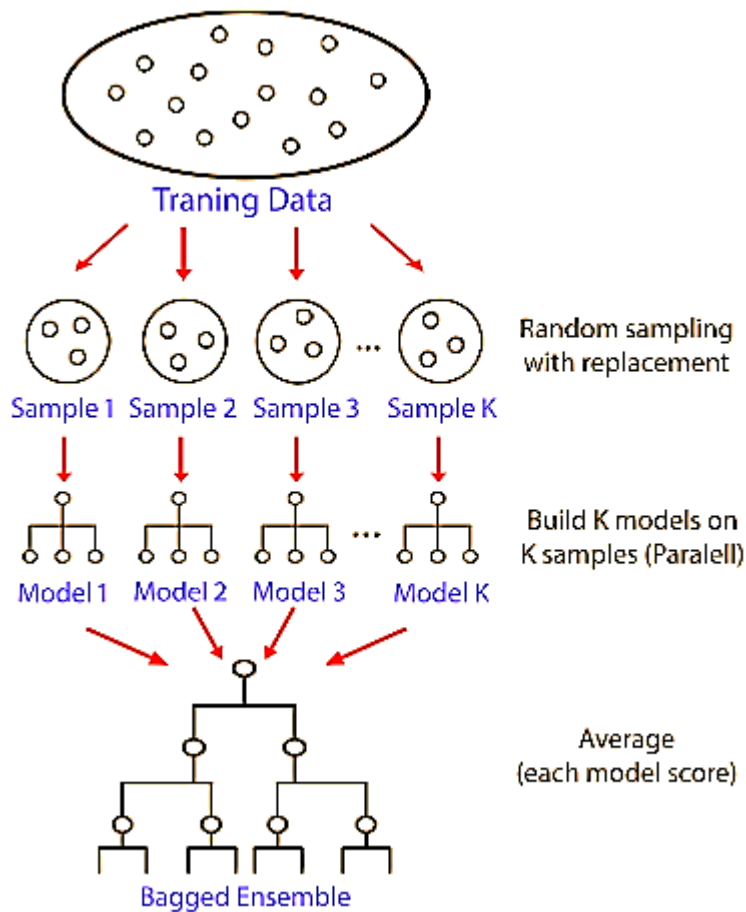 Traning Data
Random sampling
with replacement
Sample 1 Sample 2 Sample 3 ... Sample K
Build K models on
K samples (Paralell)
Model 1 Model 2 Model 3 ... Model K
Average
(each model score)
Bagged Ensemble